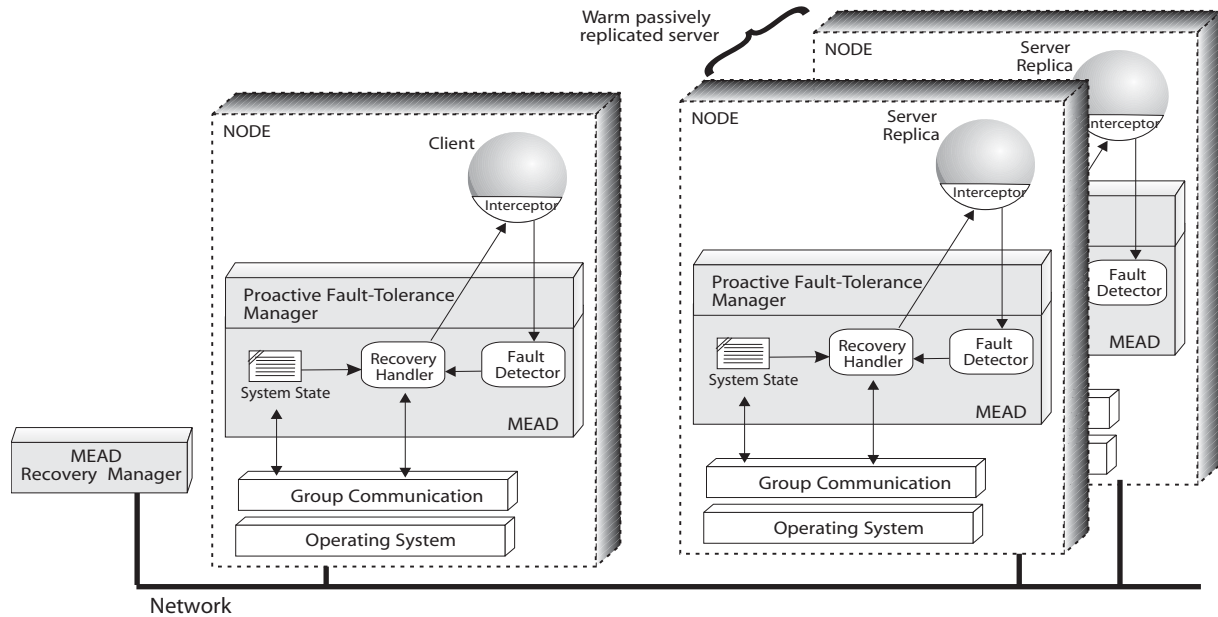 Warm passively
replicated server
NODE
Server
Replica
Interceptor
Fault
Detector
MEAD
NODE
Client
Interceptor
Proactive Fault-Tolerance
Manager
System State
Recovery
Handler
Fault
Detector
MEAD
Group Communication
Operating System
NODE
Server
Replica
Interceptor
Proactive Fault-Tolerance
Manager
System State
Recovery
Handler
Fault
Detector
MEAD
Group Communication
Operating System
MEAD
Recovery Manager
Network